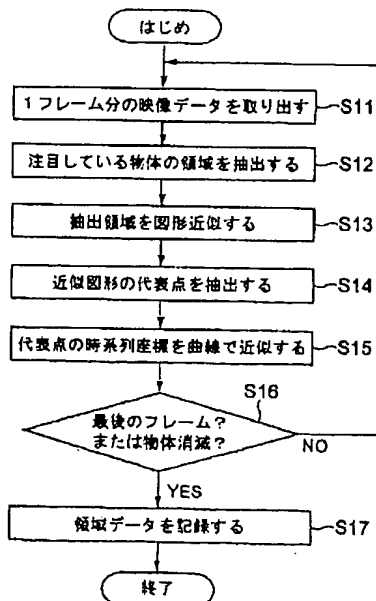 はじめ
1フレーム分の映像データを取り出す
S11
注目している物体の領域を抽出する
S12
抽出領域を図形近似する
S13
近似図形の代表点を抽出する
S14
代表点の時系列座標を曲線で近似する
S15
S16
最後のフレーム?
または物体消滅?
NO
YES
領域データを記録する
S17
終了